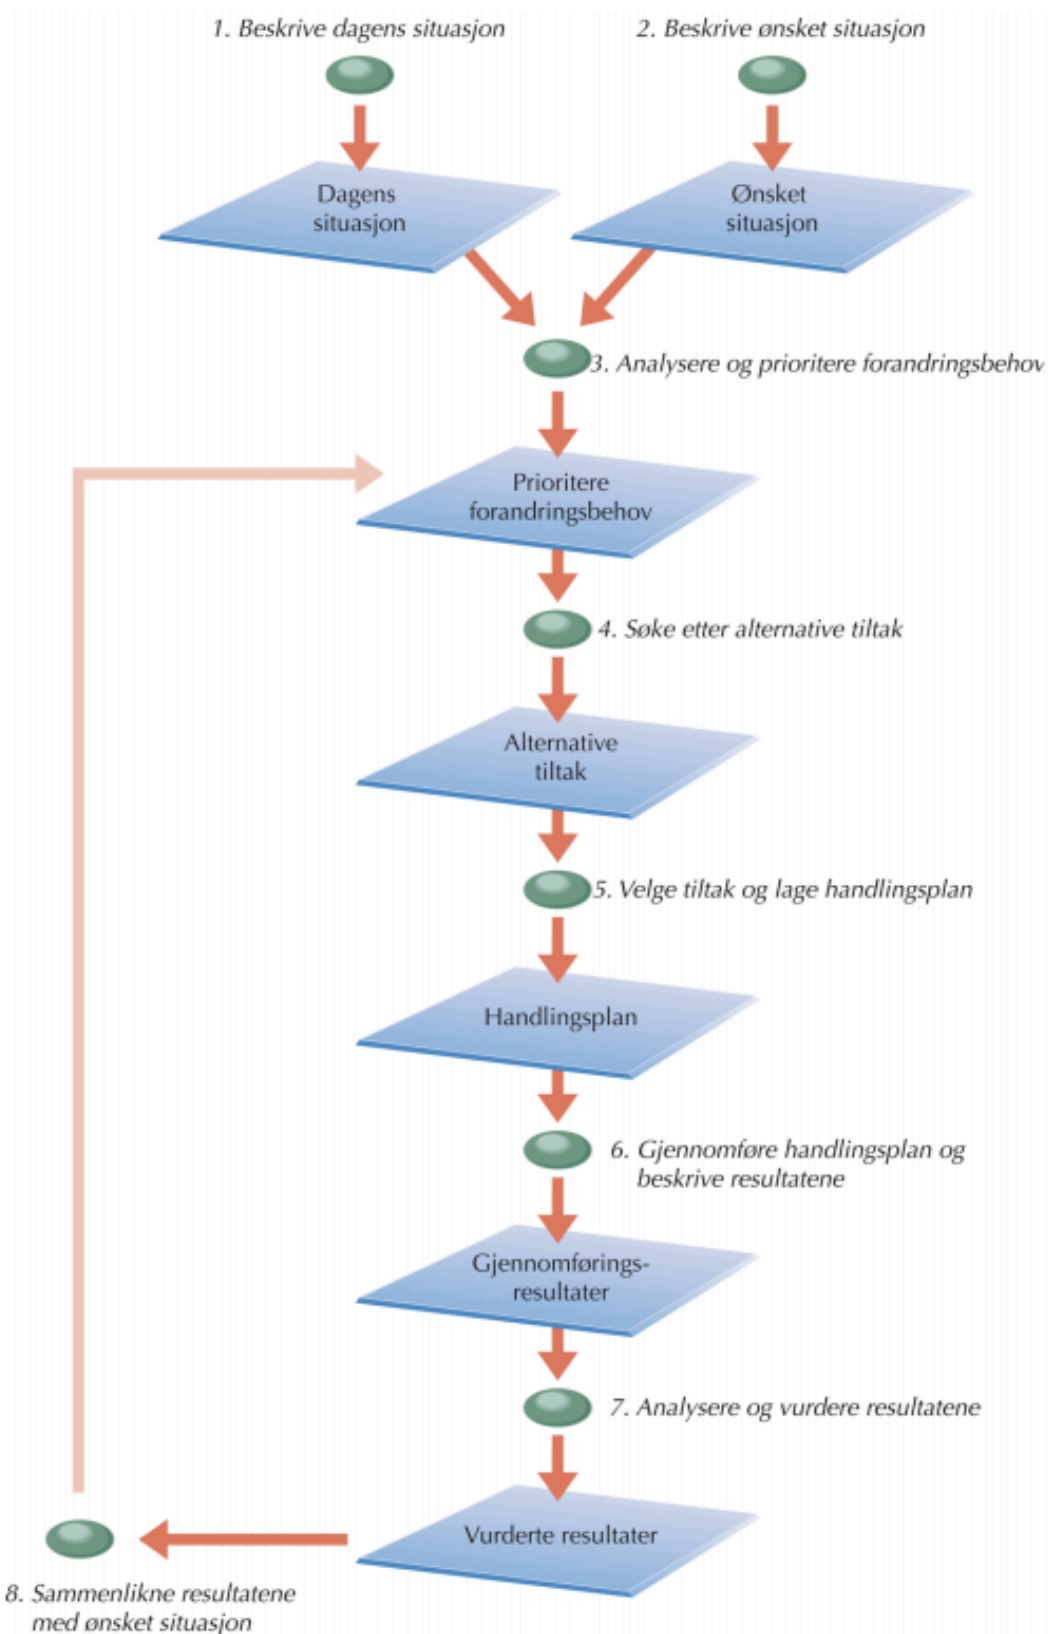 1. Beskrive dagens situasjon
2. Beskrive ønsket situasjon
Dagens
situasjon
Ønsket
situasjon
3. Analysere og prioritere forandringsbehov
Prioritere
forandringsbehov
4. Søke etter alternative tiltak
Alternative
tiltak
5. Velge tiltak og lage handlingsplan
Handlingsplan
6. Gjennomføre handlingsplan og
beskrive resultatene
Gjennomførings-
resultater
7. Analysere og vurdere resultatene
Vurderte resultater
8. Sammenlikne resultatene
med ønsket situasjon